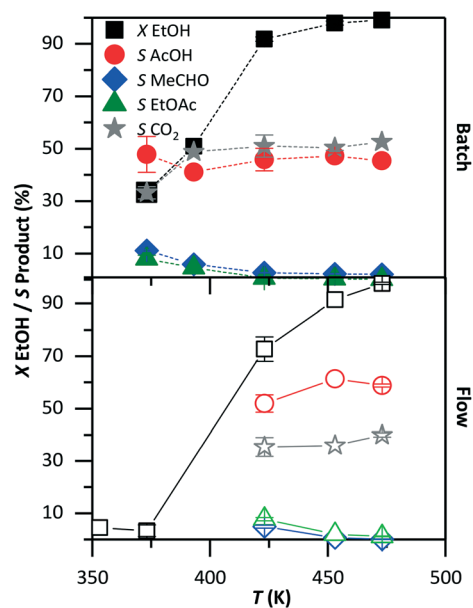 90
70
50
30
10
X EtOH
S AcOH
S MeCHO
S EtOAc
S CO₂
Batch
X EtOH / S Product (%)
90
70
50
30
10
Flow
350 400 450 500
T (K)